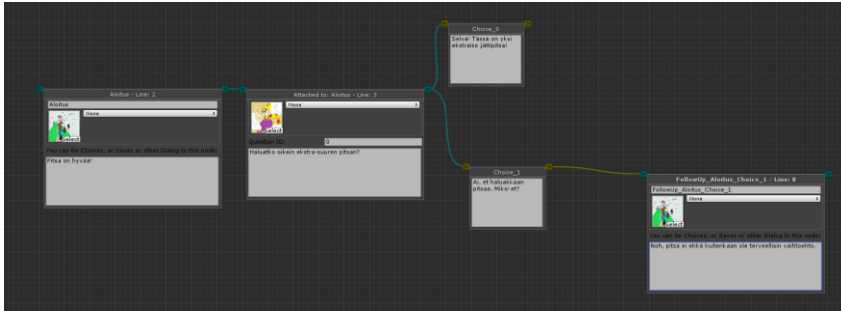 Choice_0
Selvä! Tässä on yksi
ekstraiso jättipitsa!
Aloitus - Line: 2
Aloitus
None
Select
You can tie Choices, or Saves or other Dialog to this node!
Pitsa on hyvää!
Attached to: Aloitus - Line: 3
None
Select
Question ID:
0
Haluatko oikein ekstra-suuren pitsan?
Choice_1
Ai, et haluakkaan
pitsaa. Miksi et?
FollowUp_Aloitus_Choice_1 - Line: 8
FollowUp_Aloitus_Choice_1
None
Select
You can tie Choices, or Saves or other Dialog to this node!
Noh, pitsa ei ehkä kuitenkaan ole terveellisin vaihtoehto.